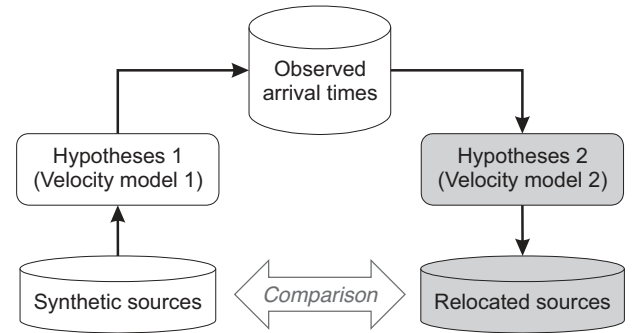 Observed
arrival times
Hypotheses 1
(Velocity model 1)
Hypotheses 2
(Velocity model 2)
Synthetic sources
Comparison
Relocated sources